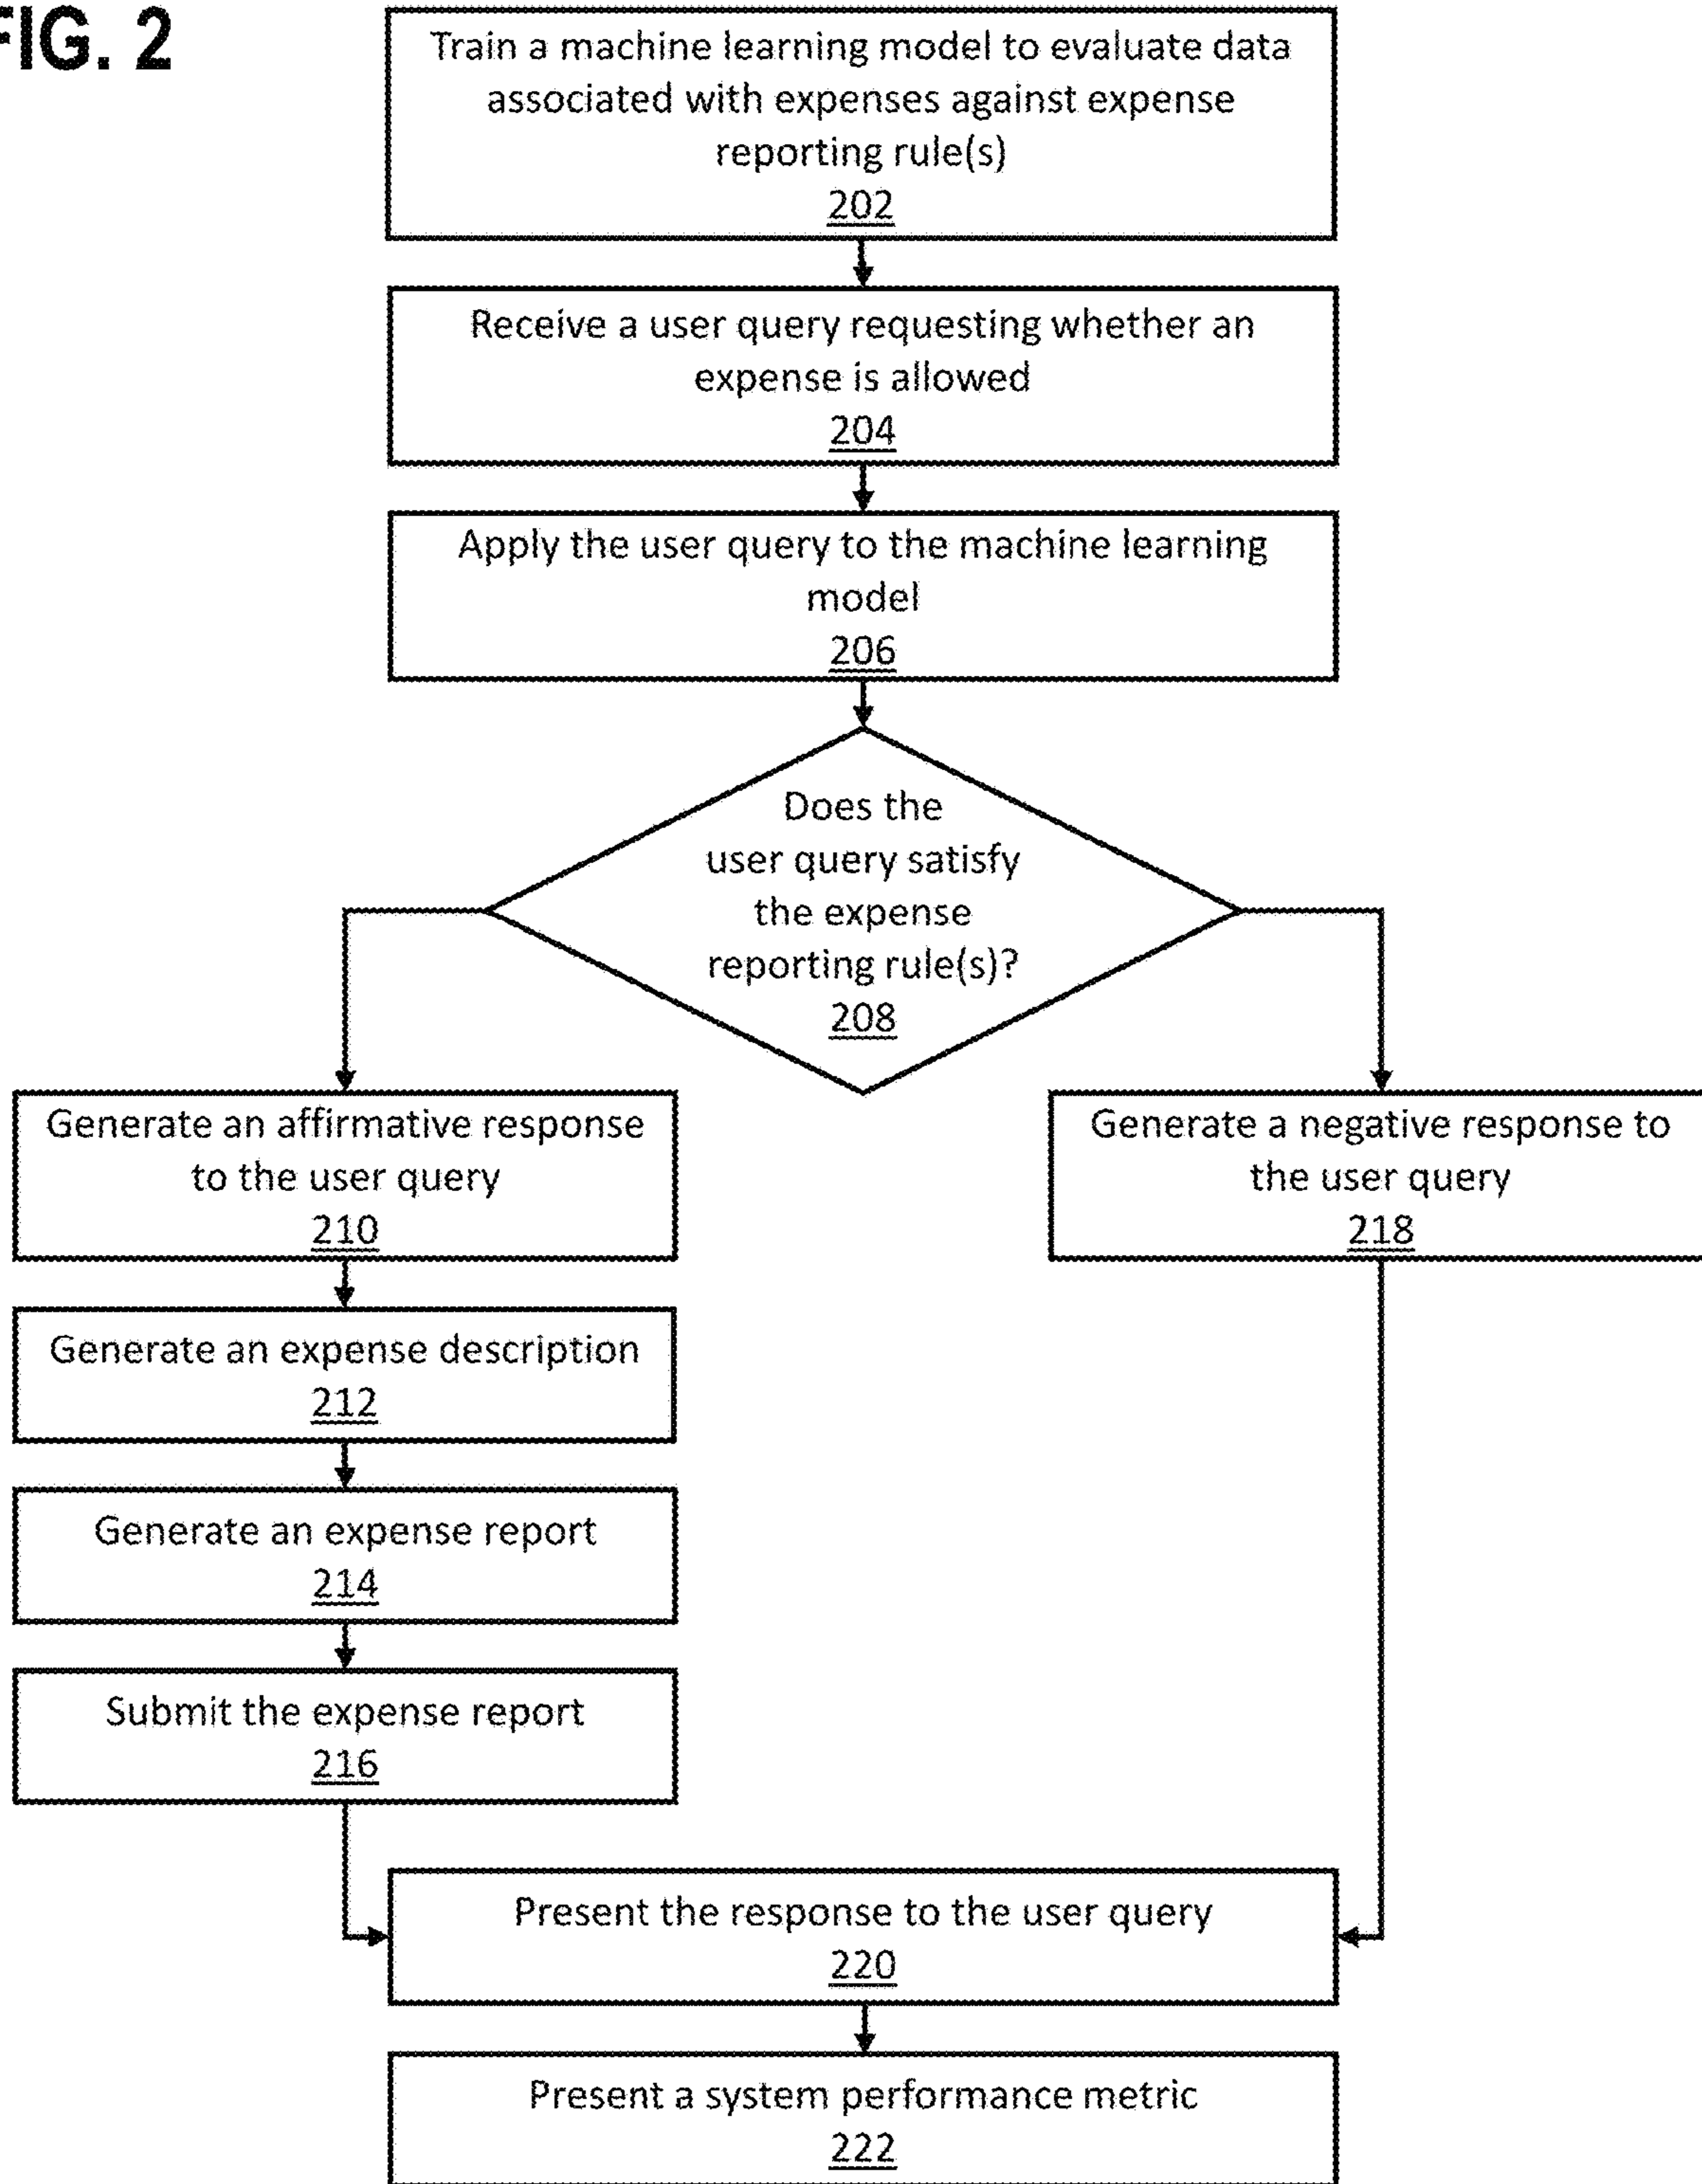 FIG. 2
Train a machine learning model to evaluate data
associated with expenses against expense
reporting rule(s)
202
Receive a user query requesting whether an
expense is allowed
204
Apply the user query to the machine learning
model
206
Does the
user query satisfy
the expense
reporting rule(s)?
208
Generate an affirmative response
to the user query
210
Generate a negative response to
the user query
218
Generate an expense description
212
Generate an expense report
214
Submit the expense report
216
Present the response to the user query
220
Present a system performance metric
222